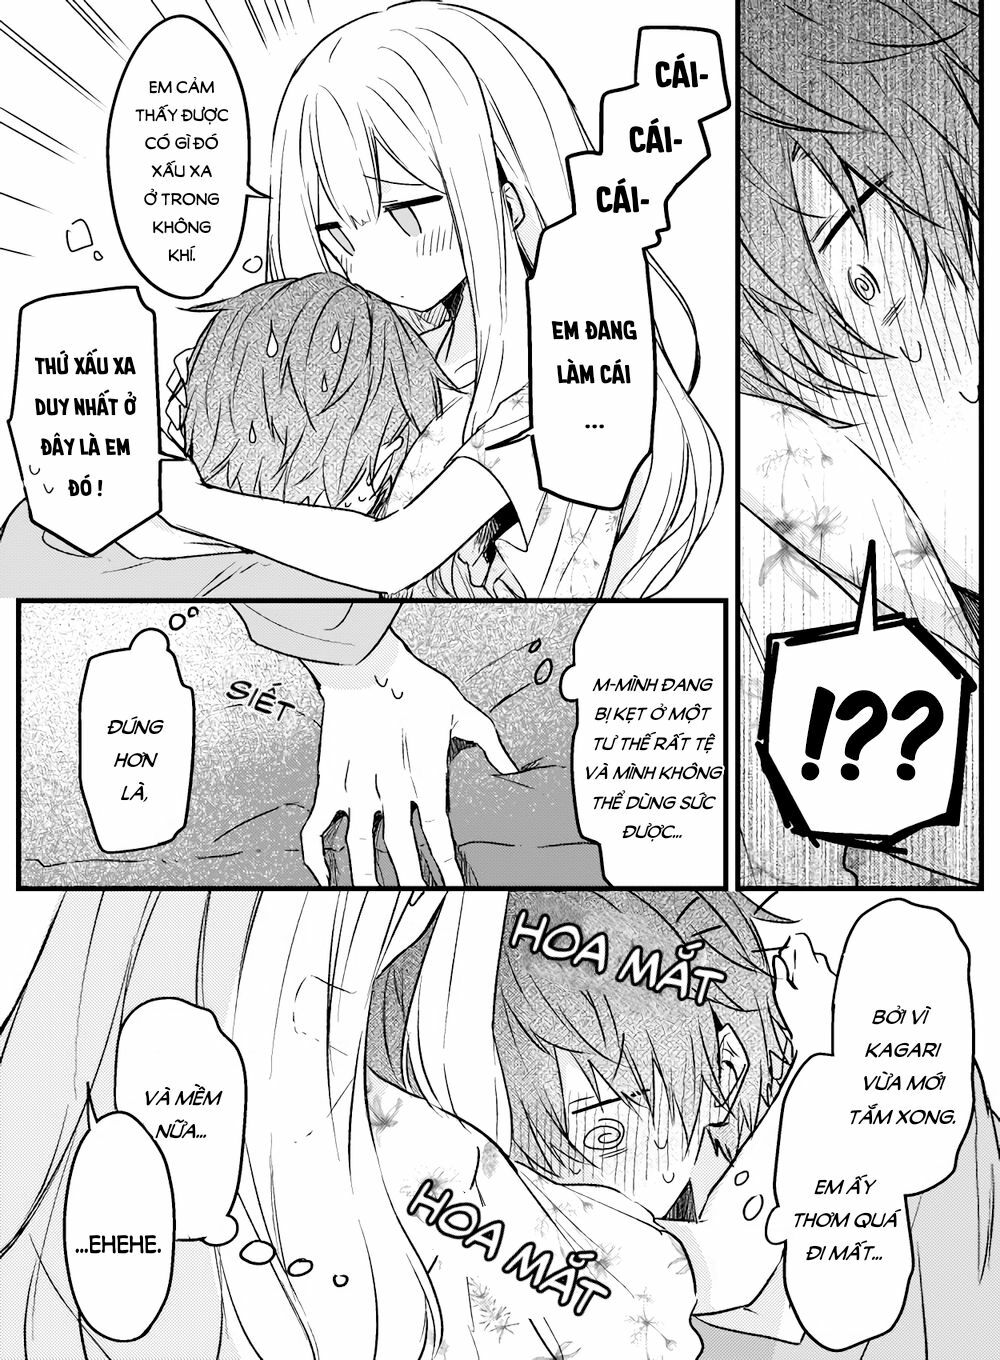 !??
CÁI-
CÁI-
CÁI-
EM ĐANG
LÀM CÁI
...
EM CẢM
THẤY ĐƯỢC
CÓ GÌ ĐÓ
XẤU XA
Ở TRONG
KHÔNG
KHÍ.
THỨ XẤU XA
DUY NHẤT Ở
ĐÂY LÀ EM
ĐÓ!
M-MÌNH ĐANG
BỊ KẸT Ở MỘT
TƯ THẾ RẤT TỆ
VÀ MÌNH KHÔNG
THỂ DÙNG SỨC
ĐƯỢC...
SIẾT
ĐÚNG
HƠN
LÀ,
HOA MẮT
BỞI VÌ
KAGARI
VỪA MỚI
TẮM XONG.
EM ẤY
THƠM QUÁ
ĐI MẤT...
VÀ MỀM
NỮA...
HOA MẮT
...EHEHE.